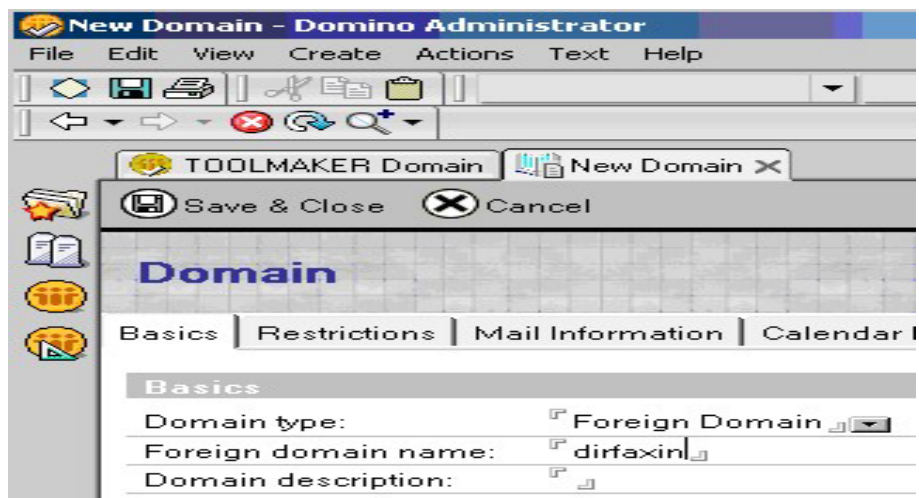 New Domain - Domino Administrator
File Edit View Create Actions Text Help
TOOLMAKER Domain New Domain
Save & Close Cancel
Domain
Basics Restrictions Mail Information Calendar
Basics
Domain type: Foreign Domain
Foreign domain name: dirfaxin
Domain description: